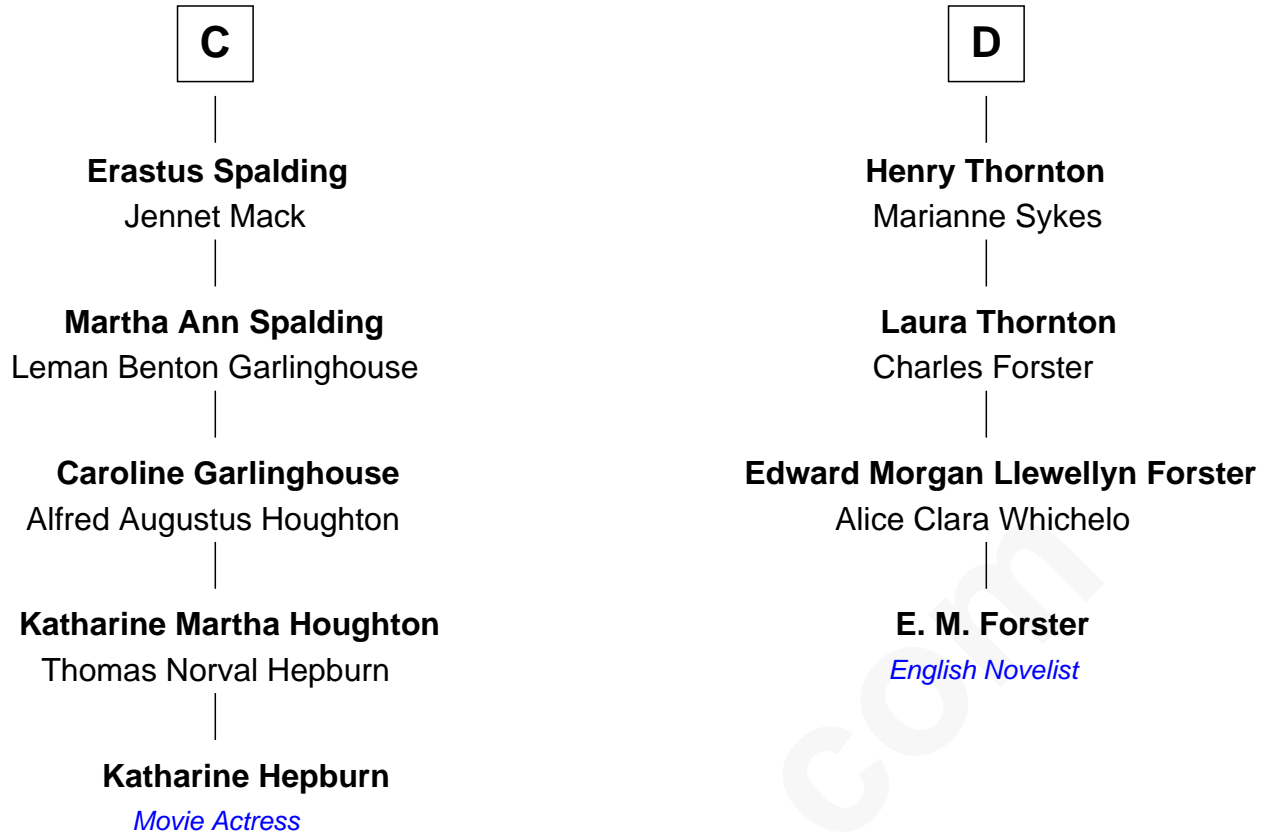 C
Erastus Spalding
Jennet Mack
Martha Ann Spalding
Leman Benton Garlinghouse
Caroline Garlinghouse
Alfred Augustus Houghton
Katharine Martha Houghton
Thomas Norval Hepburn
Katharine Hepburn
Movie Actress
D
Henry Thornton
Marianne Sykes
Laura Thornton
Charles Forster
Edward Morgan Llewellyn Forster
Alice Clara Whichelo
E. M. Forster
English Novelist
com